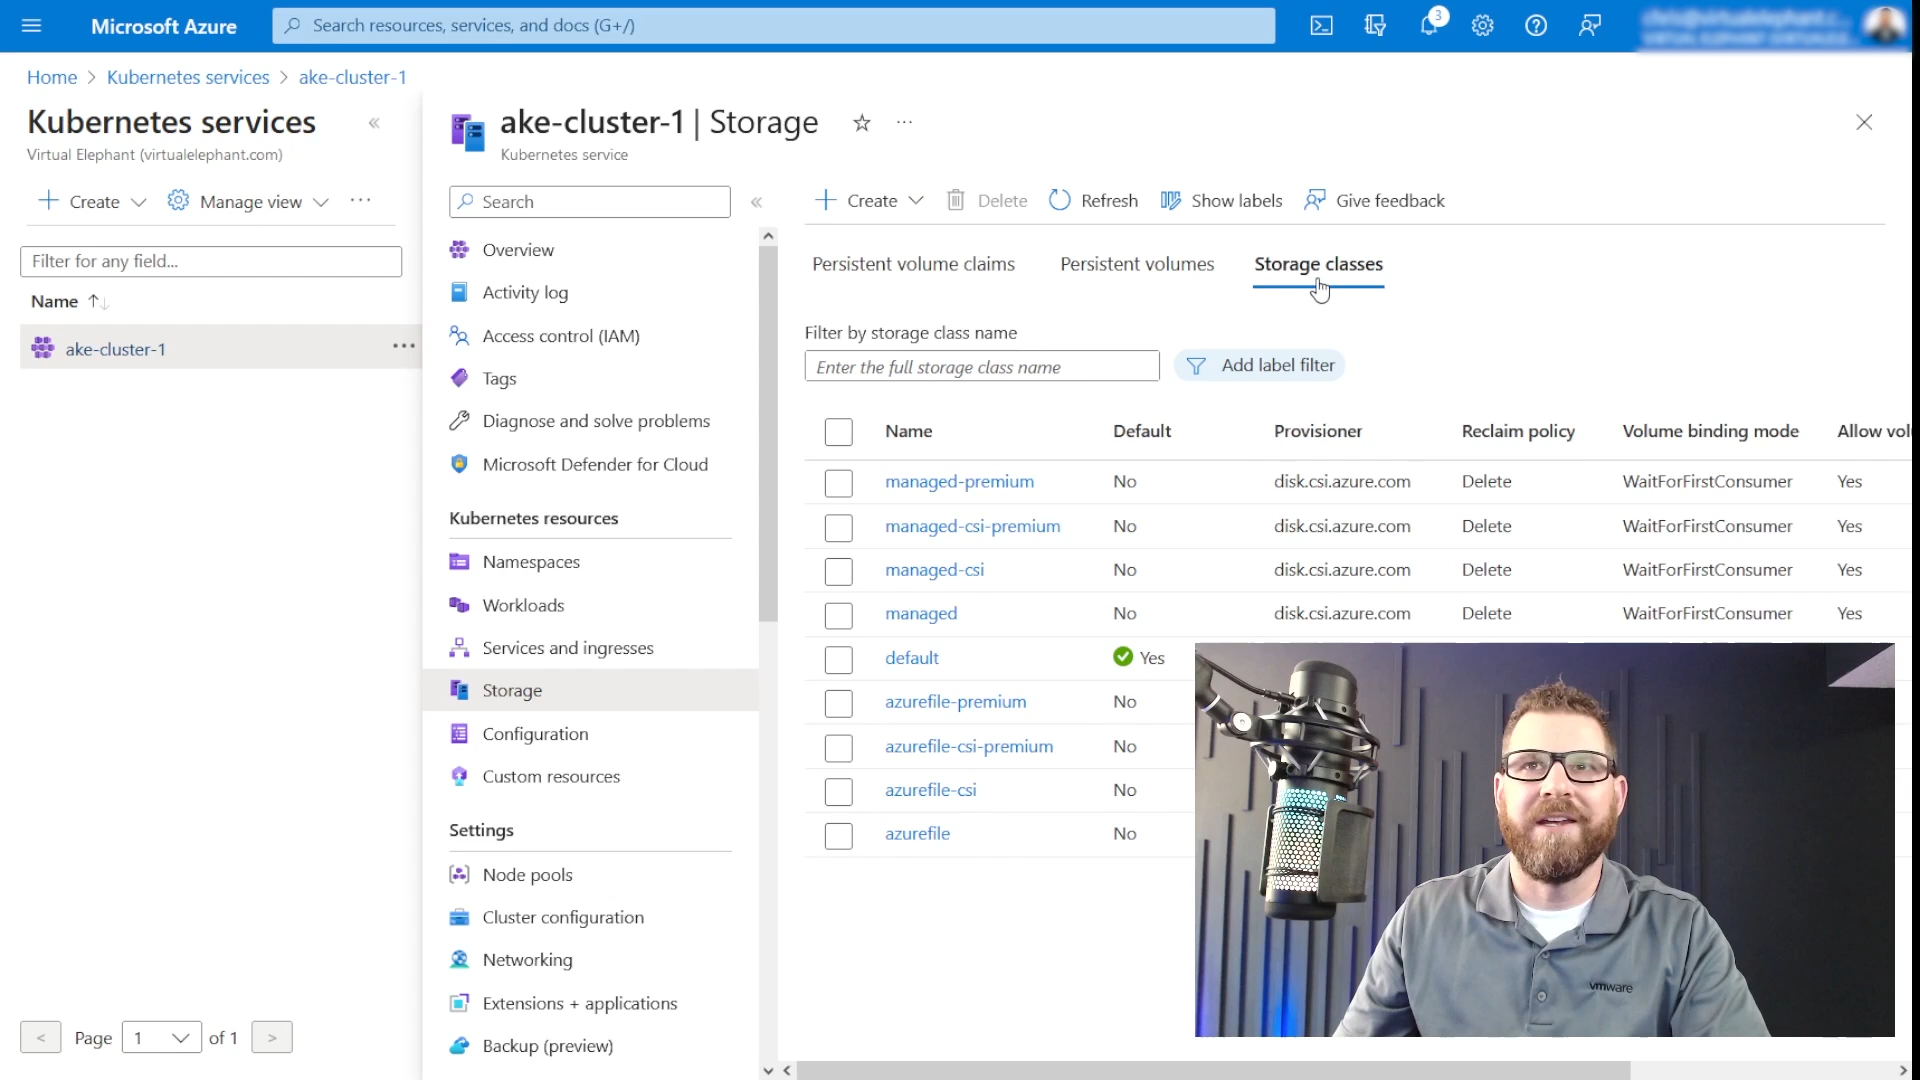 Microsoft Azure
Search resources, services, and docs (G+/)
3
Home > Kubernetes services > ake-cluster-1
Kubernetes services
Virtual Elephant (virtualelephant.com)
Create
Manage view
Filter for any field...
Name
ake-cluster-1
< Page 1 of 1 >
ake-cluster-1 | Storage
Kubernetes service
Search
Overview
Activity log
Access control (IAM)
Tags
Diagnose and solve problems
Microsoft Defender for Cloud
Kubernetes resources
Namespaces
Workloads
Services and ingresses
Storage
Configuration
Custom resources
Settings
Node pools
Cluster configuration
Networking
Extensions + applications
Backup (preview)
Create Delete Refresh Show labels Give feedback
Persistent volume claims Persistent volumes Storage classes
Filter by storage class name
Enter the full storage class name Add label filter
Name Default Provisioner Reclaim policy Volume binding mode Allow vol
managed-premium No disk.csi.azure.com Delete WaitForFirstConsumer Yes
managed-csi-premium No disk.csi.azure.com Delete WaitForFirstConsumer Yes
managed-csi No disk.csi.azure.com Delete WaitForFirstConsumer Yes
managed No disk.csi.azure.com Delete WaitForFirstConsumer Yes
default Yes
azurefile-premium No
azurefile-csi-premium No
azurefile-csi No
azurefile No
vmware